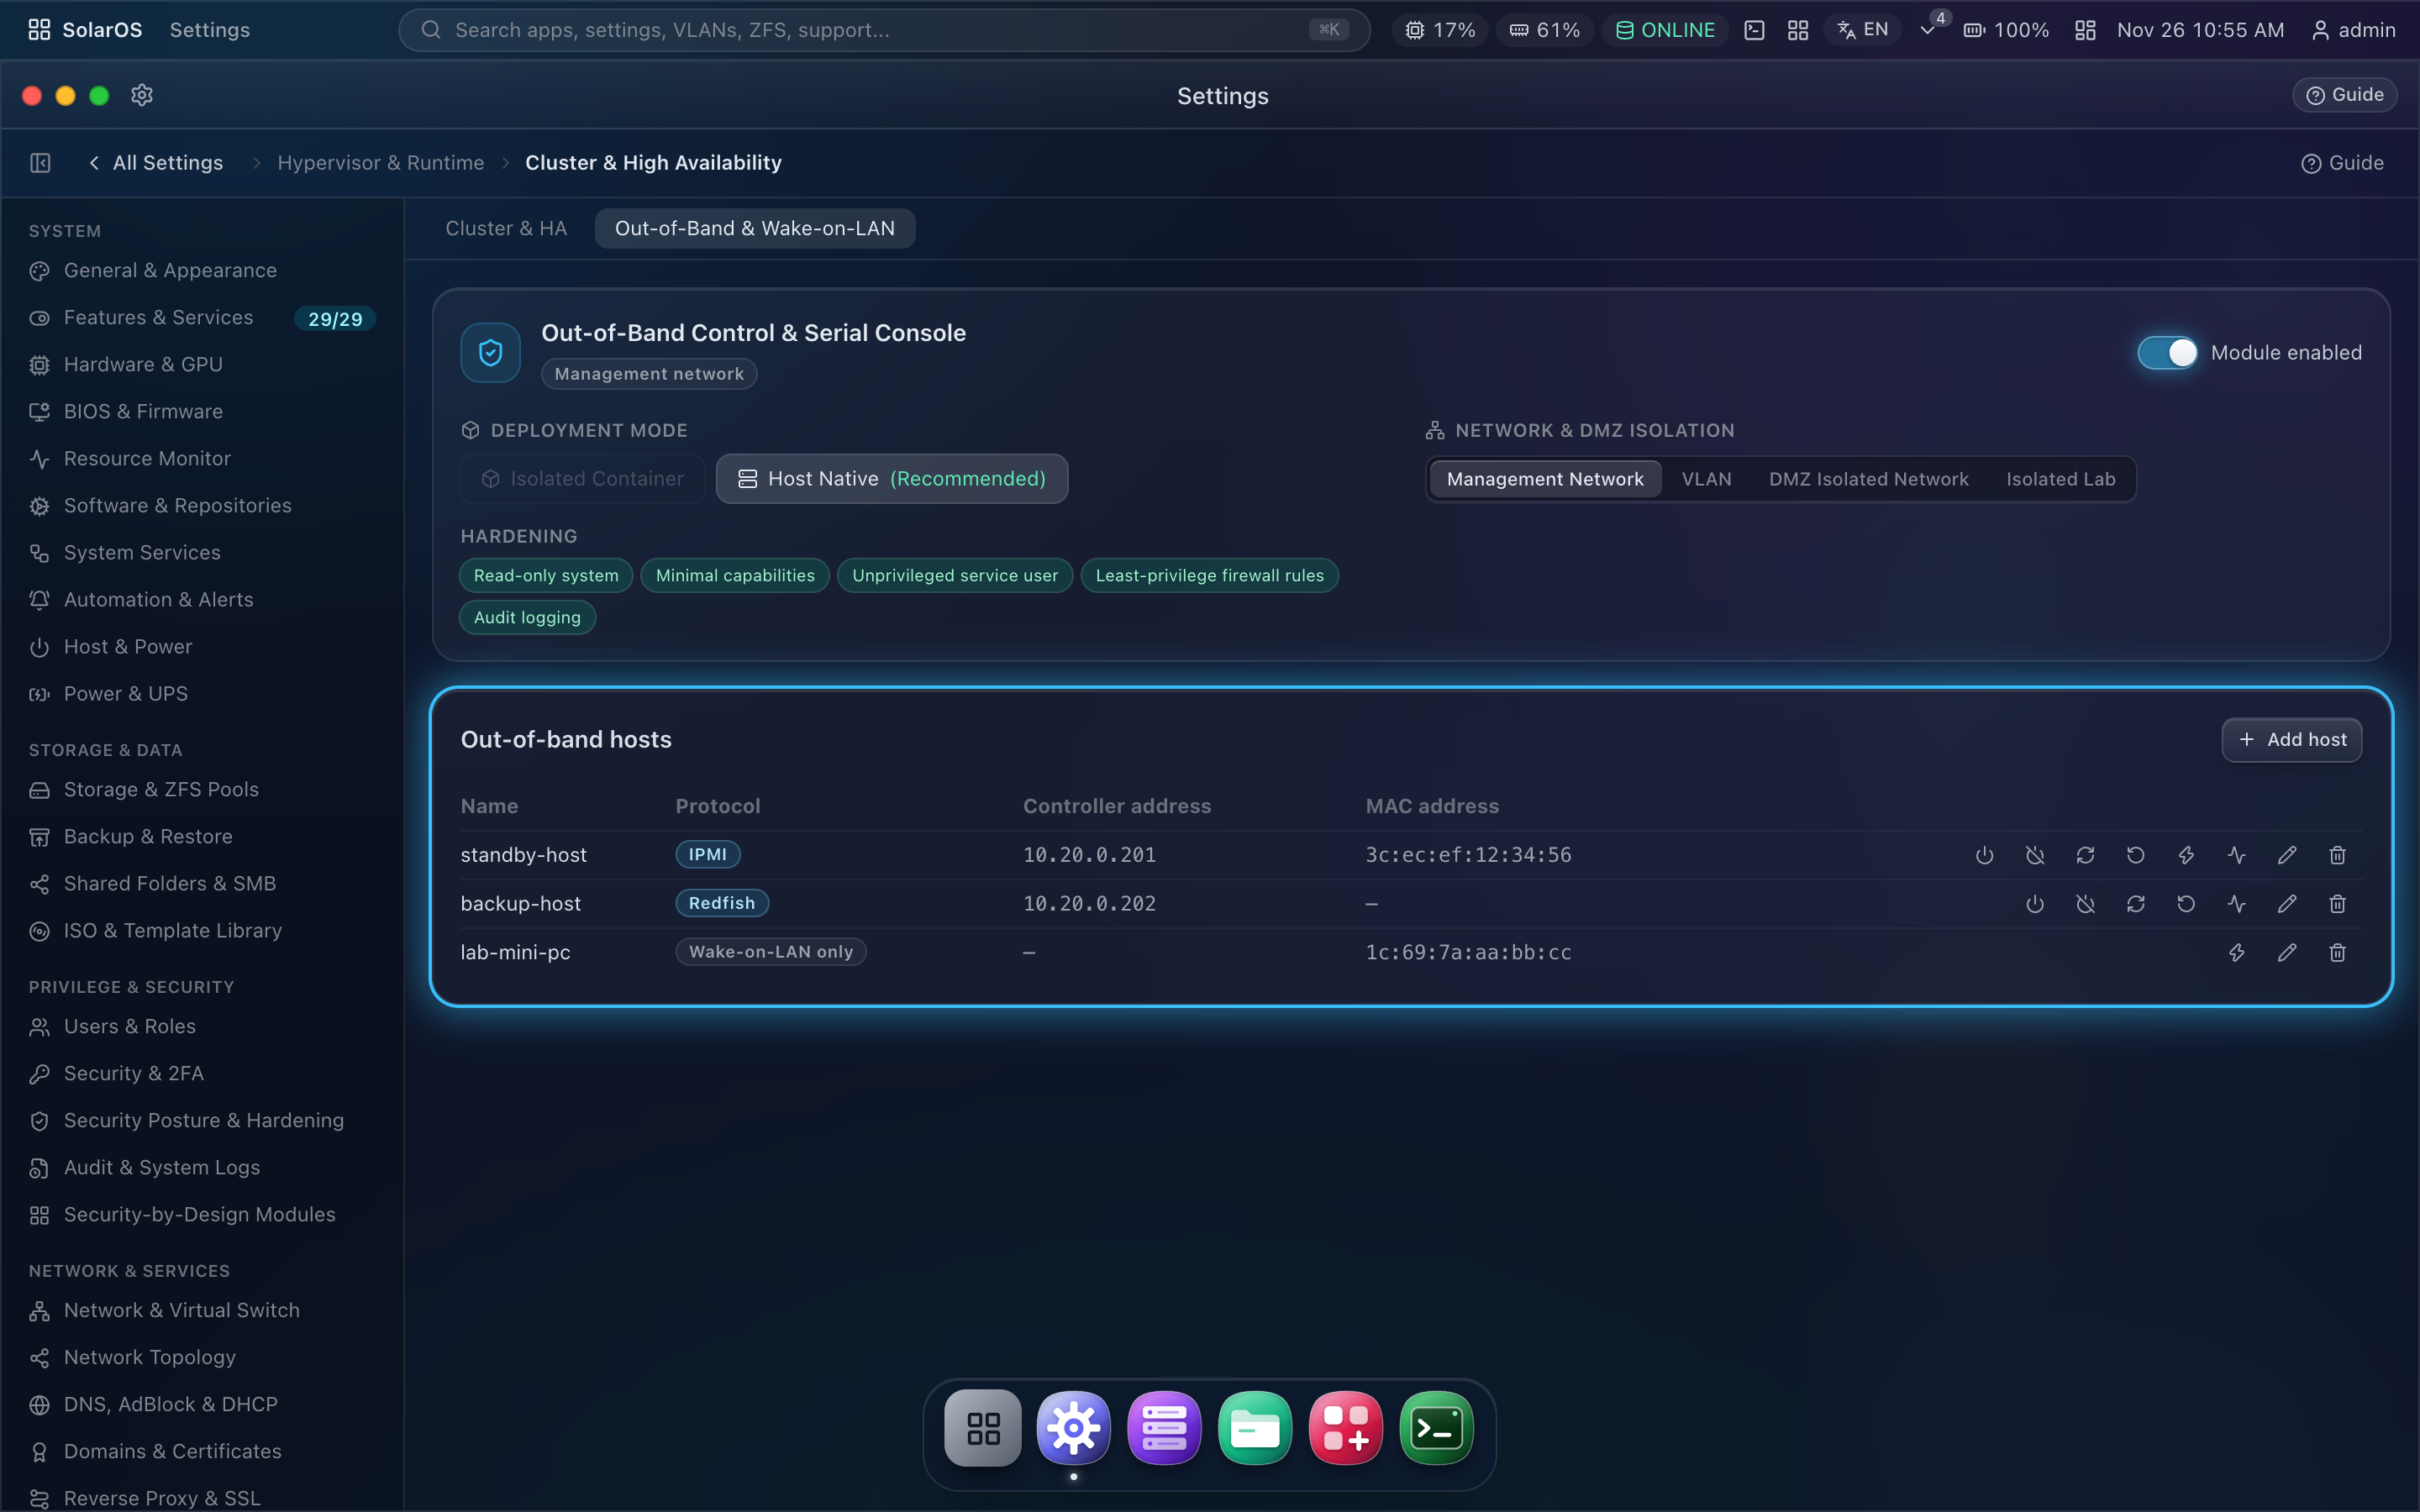 SolarOS Settings Search apps, settings, VLANs, ZFS, support... ⌘K 17% 61% ONLINE EN 4 100% Nov 26 10:55 AM admin
Settings Guide
All Settings Hypervisor & Runtime Cluster & High Availability Guide
SYSTEM
General & Appearance
Features & Services 29/29
Hardware & GPU
BIOS & Firmware
Resource Monitor
Software & Repositories
System Services
Automation & Alerts
Host & Power
Power & UPS
STORAGE & DATA
Storage & ZFS Pools
Backup & Restore
Shared Folders & SMB
ISO & Template Library
PRIVILEGE & SECURITY
Users & Roles
Security & 2FA
Security Posture & Hardening
Audit & System Logs
Security-by-Design Modules
NETWORK & SERVICES
Network & Virtual Switch
Network Topology
DNS, AdBlock & DHCP
Domains & Certificates
Reverse Proxy & SSL
Cluster & HA Out-of-Band & Wake-on-LAN
Out-of-Band Control & Serial Console
Management network
Module enabled
DEPLOYMENT MODE
Isolated Container Host Native (Recommended)
NETWORK & DMZ ISOLATION
Management Network VLAN DMZ Isolated Network Isolated Lab
HARDENING
Read-only system Minimal capabilities Unprivileged service user Least-privilege firewall rules
Audit logging
Out-of-band hosts Add host
Name Protocol Controller address MAC address
standby-host IPMI 10.20.0.201 3c:ec:ef:12:34:56
backup-host Redfish 10.20.0.202 —
lab-mini-pc Wake-on-LAN only — 1c:69:7a:aa:bb:cc